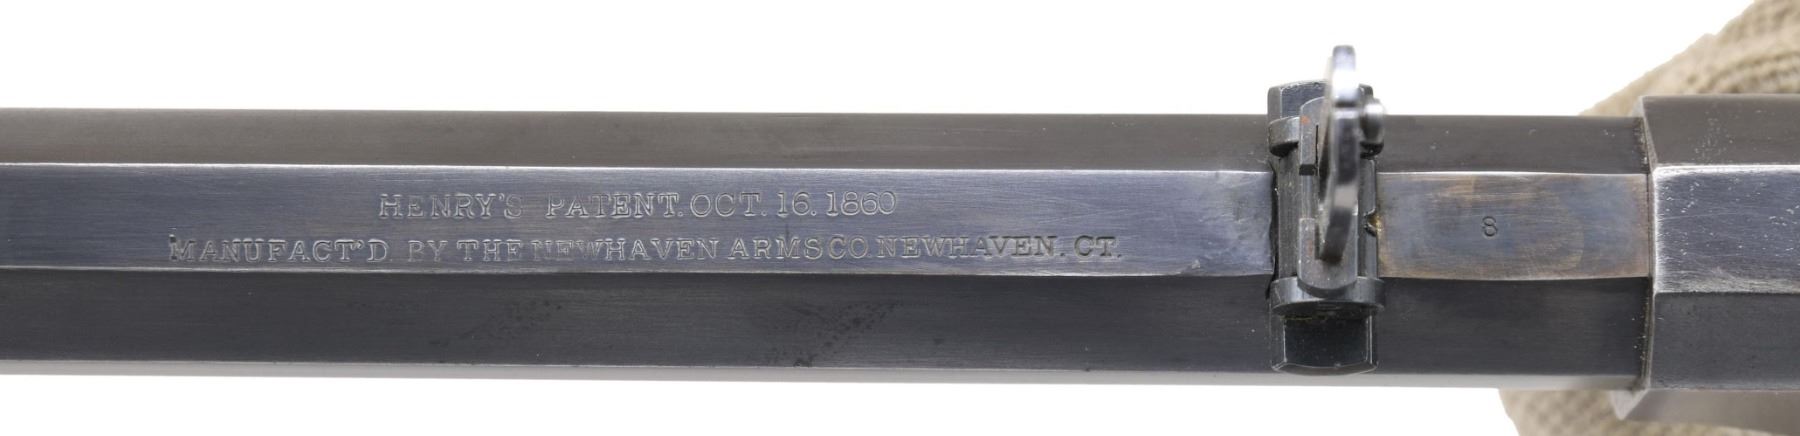 HENRY'S PATENT. OCT. 16. 1860
MANUFACT'D BY THE NEWHAVEN ARMS CO. NEWHAVEN. CT.
8